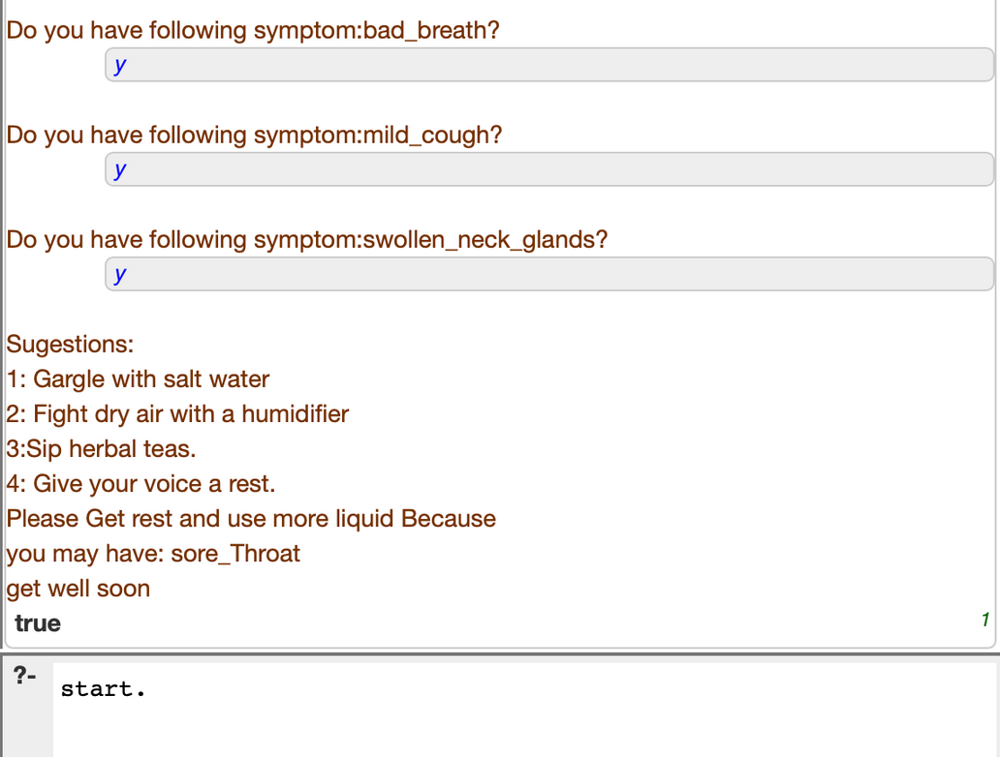 Do you have following symptom:bad_breath?
y
Do you have following symptom:mild_cough?
y
Do you have following symptom:swollen_neck_glands?
y
Sugestions:
1: Gargle with salt water
2: Fight dry air with a humidifier
3:Sip herbal teas.
4: Give your voice a rest.
Please Get rest and use more liquid Because
you may have: sore_Throat
get well soon
true 1
?- start.